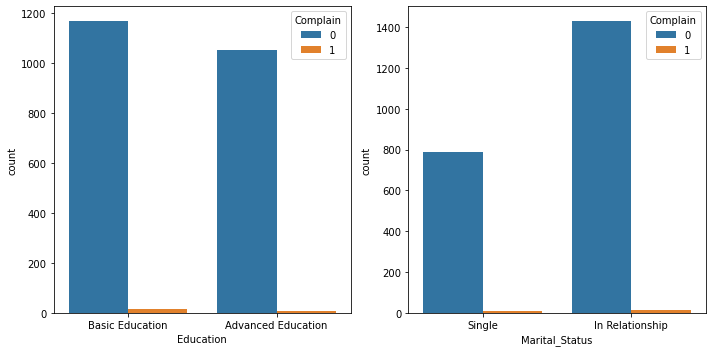 1200
1000
800
600
400
200
0
count
Complain
0
1
Basic Education
Advanced Education
Education
1400
1200
1000
800
600
400
200
0
count
Complain
0
1
Single
In Relationship
Marital_Status